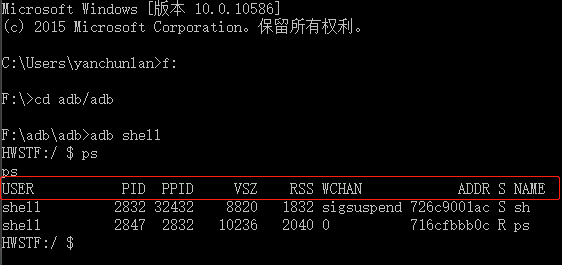 Microsoft Windows [版本 10.0.10586]
(c) 2015 Microsoft Corporation。保留所有权利。
C:\Users\yanchunlan>f:
F:\>cd adb/adb
F:\adb\adb>adb shell
HWSTF:/ $ ps
ps
USER PID PPID VSZ RSS WCHAN ADDR S NAME
shell 2832 32432 8820 1832 sigsuspend 726c9001ac S sh
shell 2847 2832 10236 2040 0 716cfbbb0c R ps
HWSTF:/ $